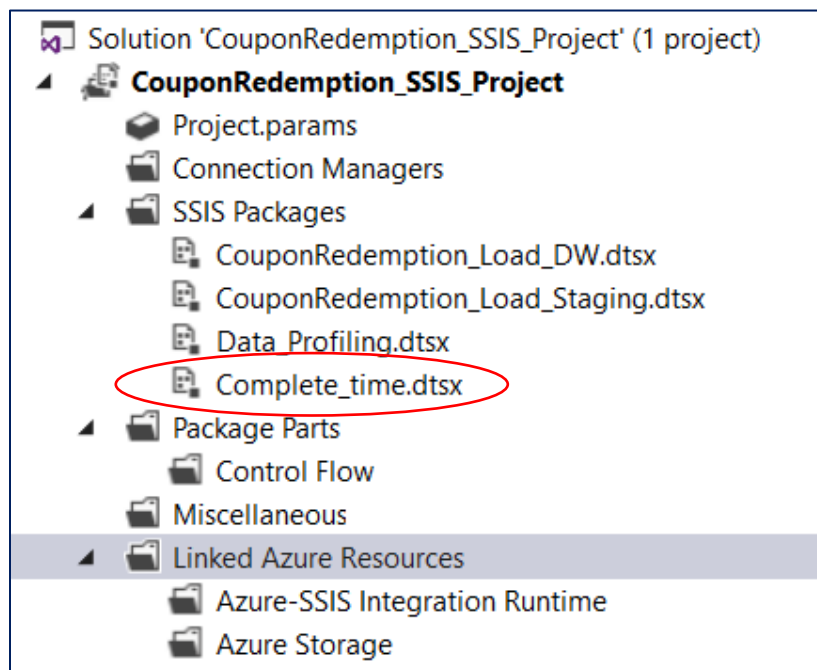 Solution 'CouponRedemption_SSIS_Project' (1 project)
CouponRedemption_SSIS_Project
Project.params
Connection Managers
SSIS Packages
CouponRedemption_Load_DW.dtsx
CouponRedemption_Load_Staging.dtsx
Data_Profiling.dtsx
Complete_time.dtsx
Package Parts
Control Flow
Miscellaneous
Linked Azure Resources
Azure-SSIS Integration Runtime
Azure Storage